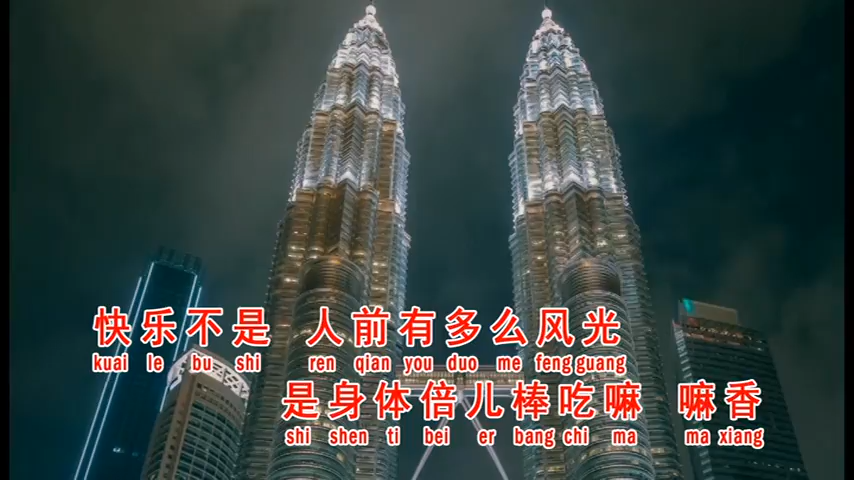 快乐不是 人前有多么风光
kuai le bu shi ren qian you duo me feng guang
是身体倍儿棒吃嘛 嘛香
shi shen ti bei er bang chi ma ma xiang